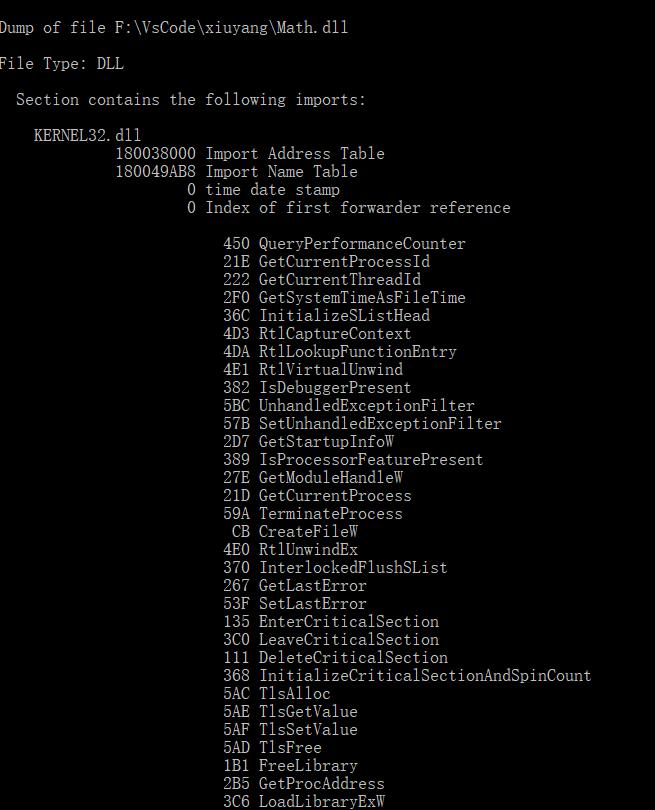 Dump of file F:\VsCode\xiuyang\Math.dll
File Type: DLL
Section contains the following imports:
KERNEL32.dll
180038000 Import Address Table
180049AB8 Import Name Table
0 time date stamp
0 Index of first forwarder reference
450 QueryPerformanceCounter
21E GetCurrentProcessId
222 GetCurrentThreadId
2F0 GetSystemTimeAsFileTime
36C InitializeSListHead
4D3 RtlCaptureContext
4DA RtlLookupFunctionEntry
4E1 RtlVirtualUnwind
382 IsDebuggerPresent
5BC UnhandledExceptionFilter
57B SetUnhandledExceptionFilter
2D7 GetStartupInfoW
389 IsProcessorFeaturePresent
27E GetModuleHandleW
21D GetCurrentProcess
59A TerminateProcess
CB CreateFileW
4E0 RtlUnwindEx
370 InterlockedFlushSList
267 GetLastError
53F SetLastError
135 EnterCriticalSection
3C0 LeaveCriticalSection
111 DeleteCriticalSection
368 InitializeCriticalSectionAndSpinCount
5AC TlsAlloc
5AE TlsGetValue
5AF TlsSetValue
5AD TlsFree
1B1 FreeLibrary
2B5 GetProcAddress
3C6 LoadLibraryExW